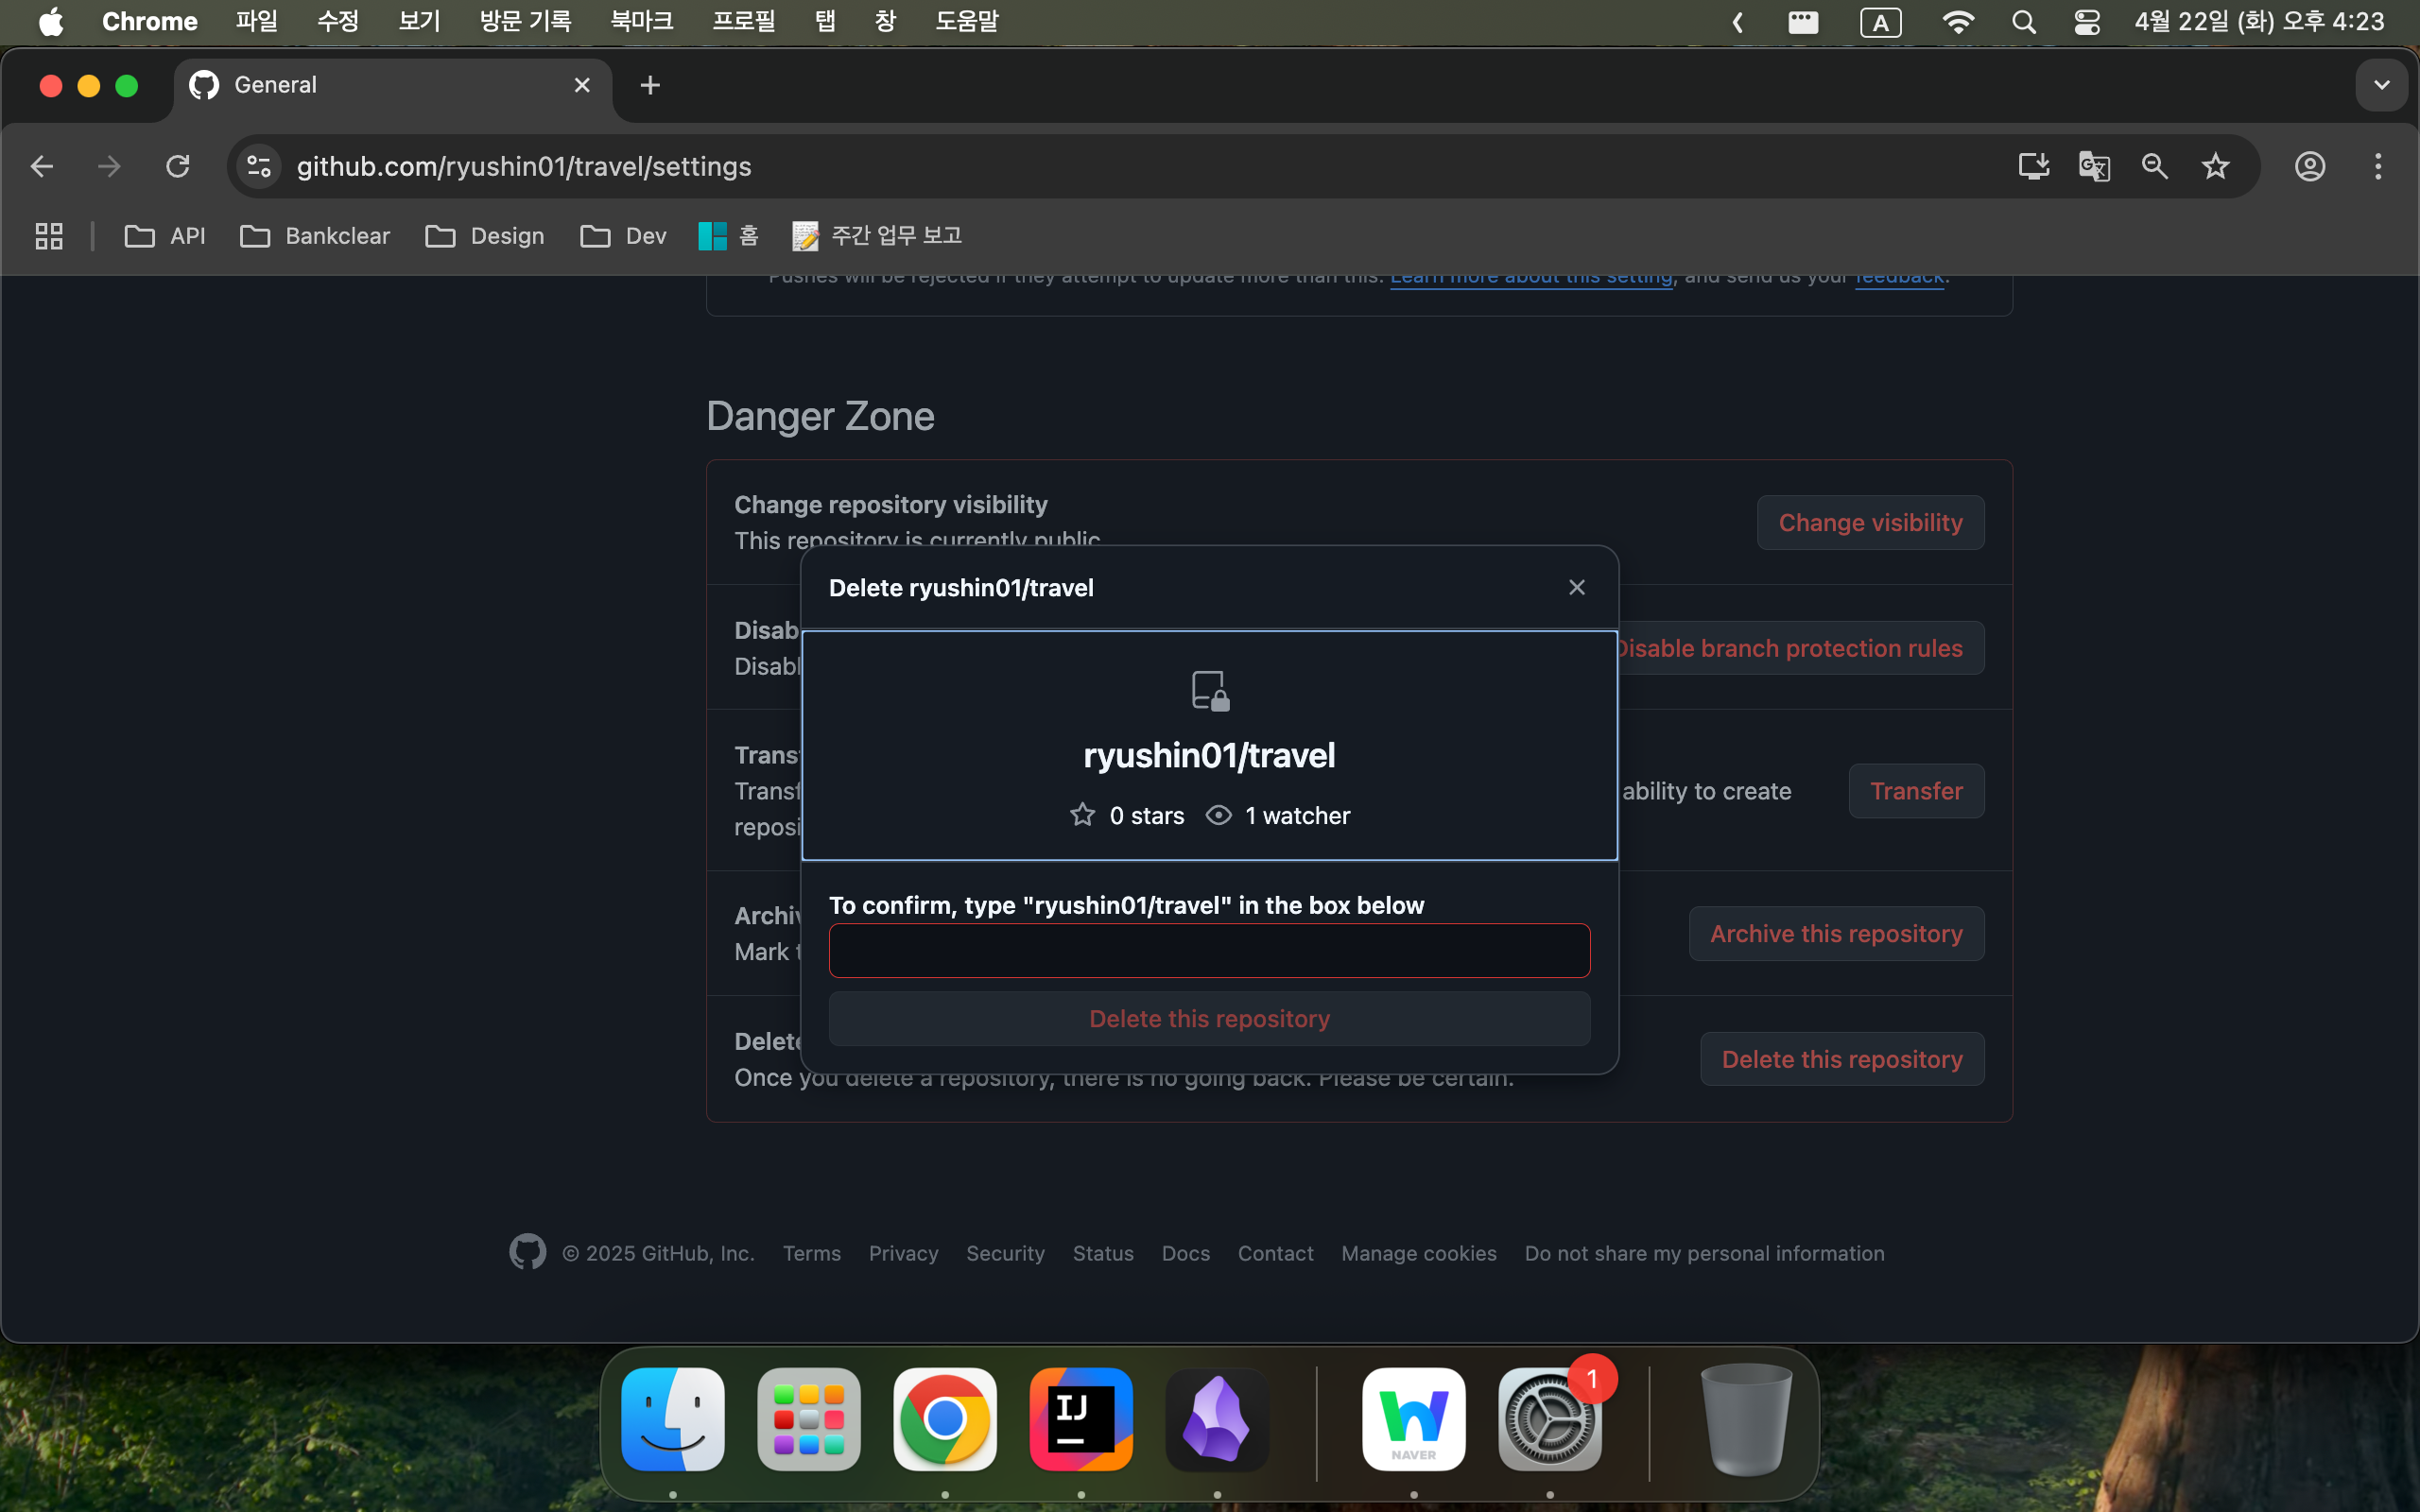 Chrome 파일 수정 보기 방문 기록 북마크 프로필 탭 창 도움말 A 4월 22일 (화) 오후 4:23
General
github.com/ryushin01/travel/settings
API Bankclear Design Dev 홈 주간 업무 보고
Pushes will be rejected if they attempt to update more than this. Learn more about this setting, and send us your feedback.
Danger Zone
Change repository visibility
This repository is currently public
Change visibility
Delete ryushin01/travel
Disab
Disabl
Disable branch protection rules
ryushin01/travel
0 stars 1 watcher
Trans
Transf
ability to create
reposi
Transfer
To confirm, type "ryushin01/travel" in the box below
Archiv
Mark t
Archive this repository
Delete this repository
Delete
Once you delete a repository, there is no going back. Please be certain.
Delete this repository
© 2025 GitHub, Inc. Terms Privacy Security Status Docs Contact Manage cookies Do not share my personal information
IJ
NAVER
1